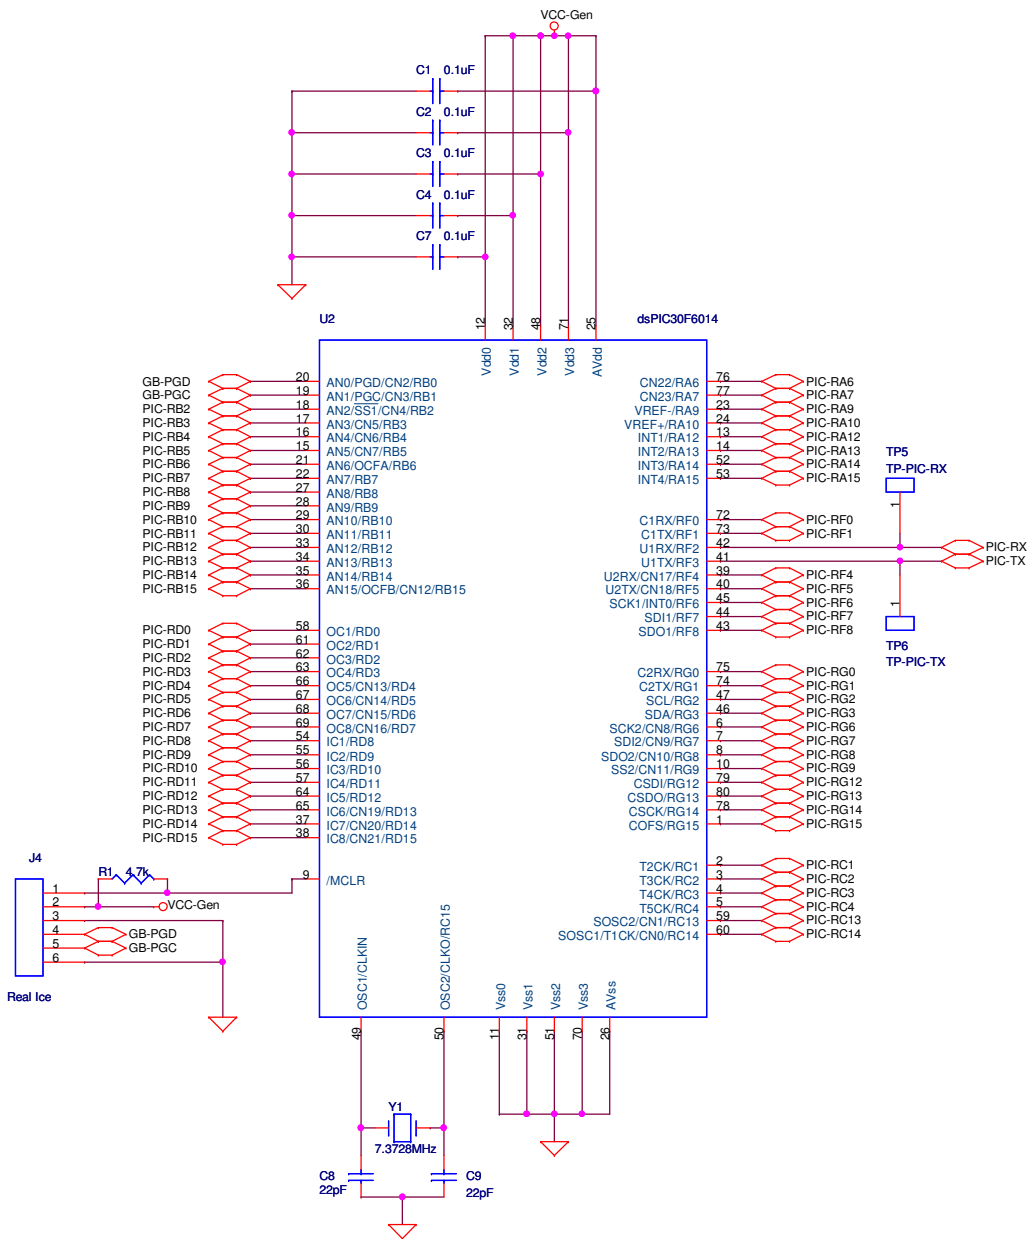 VCC-Gen
C1 0.1uF
C2 0.1uF
C3 0.1uF
C4 0.1uF
C7 0.1uF
U2 dsPIC30F6014
12 32 48 71 25
Vdd0 Vdd1 Vdd2 Vdd3 AVdd
GB-PGD 20 AN0/PGD/CN2/RB0
GB-PGC 19 AN1/PGC/CN3/RB1
PIC-RB2 18 AN2/SS1/CN4/RB2
PIC-RB3 17 AN3/CN5/RB3
PIC-RB4 16 AN4/CN6/RB4
PIC-RB5 15 AN5/CN7/RB5
PIC-RB6 21 AN6/OCFA/RB6
PIC-RB7 22 AN7/RB7
PIC-RB8 27 AN8/RB8
PIC-RB9 28 AN9/RB9
PIC-RB10 29 AN10/RB10
PIC-RB11 30 AN11/RB11
PIC-RB12 33 AN12/RB12
PIC-RB13 34 AN13/RB13
PIC-RB14 35 AN14/RB14
PIC-RB15 36 AN15/OCFB/CN12/RB15
PIC-RD0 58 OC1/RD0
PIC-RD1 61 OC2/RD1
PIC-RD2 62 OC3/RD2
PIC-RD3 63 OC4/RD3
PIC-RD4 66 OC5/CN13/RD4
PIC-RD5 67 OC6/CN14/RD5
PIC-RD6 68 OC7/CN15/RD6
PIC-RD7 69 OC8/CN16/RD7
PIC-RD8 54 IC1/RD8
PIC-RD9 55 IC2/RD9
PIC-RD10 56 IC3/RD10
PIC-RD11 57 IC4/RD11
PIC-RD12 64 IC5/RD12
PIC-RD13 65 IC6/CN19/RD13
PIC-RD14 37 IC7/CN20/RD14
PIC-RD15 38 IC8/CN21/RD15
9 /MCLR
CN22/RA6 76 PIC-RA6
CN23/RA7 77 PIC-RA7
VREF-/RA9 23 PIC-RA9
VREF+/RA10 24 PIC-RA10
INT1/RA12 13 PIC-RA12
INT2/RA13 14 PIC-RA13
INT3/RA14 52 PIC-RA14
INT4/RA15 53 PIC-RA15
C1RX/RF0 72 PIC-RF0
C1TX/RF1 73 PIC-RF1
U1RX/RF2 42 PIC-RX
U1TX/RF3 41 PIC-TX
U2RX/CN17/RF4 39 PIC-RF4
U2TX/CN18/RF5 40 PIC-RF5
SCK1/INT0/RF6 45 PIC-RF6
SDI1/RF7 44 PIC-RF7
SDO1/RF8 43 PIC-RF8
TP5
TP-PIC-RX
1
1
TP6
TP-PIC-TX
C2RX/RG0 75 PIC-RG0
C2TX/RG1 74 PIC-RG1
SCL/RG2 47 PIC-RG2
SDA/RG3 46 PIC-RG3
SCK2/CN8/RG6 6 PIC-RG6
SDI2/CN9/RG7 7 PIC-RG7
SDO2/CN10/RG8 8 PIC-RG8
SS2/CN11/RG9 10 PIC-RG9
CSDI/RG12 79 PIC-RG12
CSDO/RG13 80 PIC-RG13
CSCK/RG14 78 PIC-RG14
COFS/RG15 1 PIC-RG15
T2CK/RC1 2 PIC-RC1
T3CK/RC2 3 PIC-RC2
T4CK/RC3 4 PIC-RC3
T5CK/RC4 5 PIC-RC4
SOSC2/CN1/RC13 59 PIC-RC13
SOSC1/T1CK/CN0/RC14 60 PIC-RC14
J4
R1 4.7k
1
2 VCC-Gen
3
4 GB-PGD
5 GB-PGC
6
Real Ice
OSC1/CLKIN OSC2/CLKO/RC15 Vss0 Vss1 Vss2 Vss3 AVss
49 50 11 31 51 70 26
Y1
7.3728MHz
C8 22pF
C9 22pF